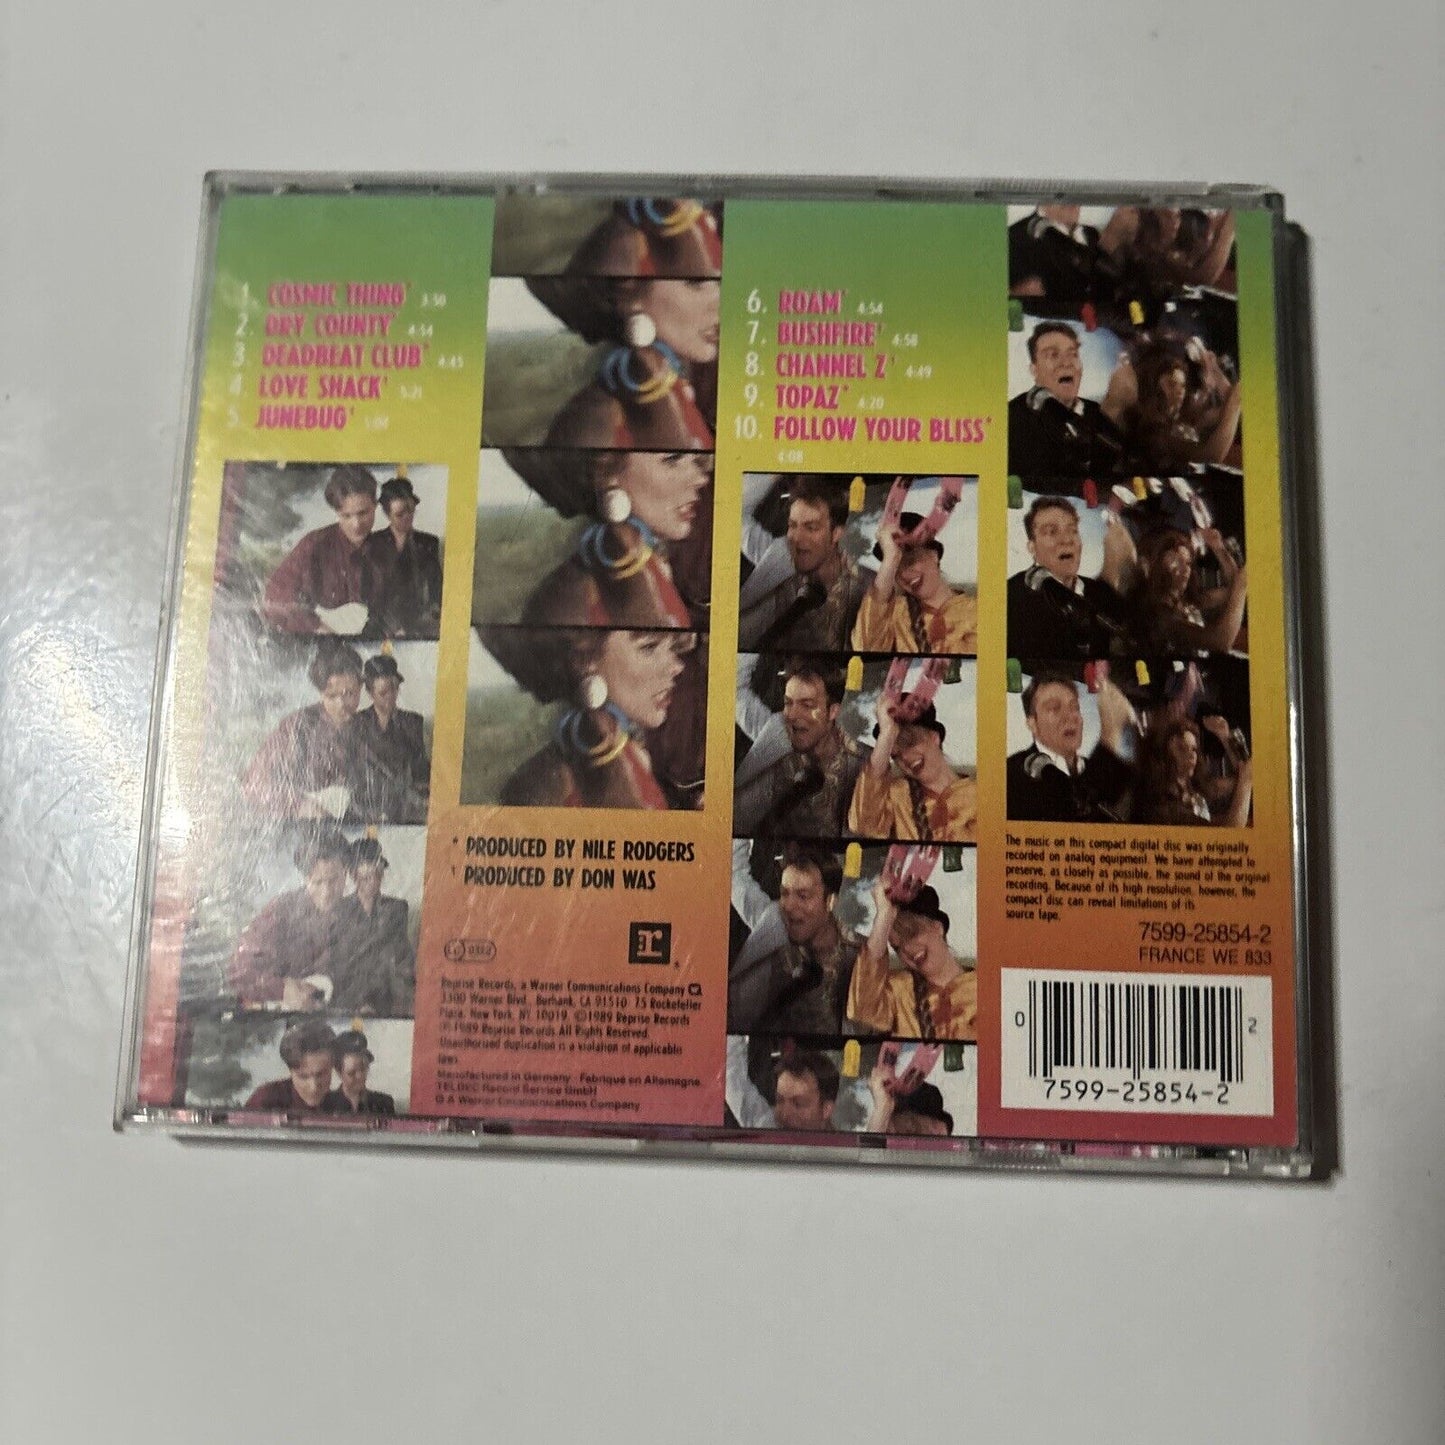 1. COSMIC THING* 3:50
2. DRY COUNTY* 4:54
3. DEADBEAT CLUB' 4:45
4. LOVE SHACK' 5:21
5. JUNEBUG* 5:04
6. ROAM* 4:54
7. BUSHFIRE' 4:58
8. CHANNEL Z' 4:49
9. TOPAZ* 4:20
10. FOLLOW YOUR BLISS*
4:08
* PRODUCED BY NILE RODGERS
' PRODUCED BY DON WAS
r
Reprise Records, a Warner Communications Company
3300 Warner Blvd., Burbank, CA 91510 75 Rockefeller
Plaza, New York, NY 10019. ©1989 Reprise Records
℗1989 Reprise Records All Rights Reserved.
Unauthorized duplication is a violation of applicable
laws.
Manufactured in Germany · Fabriqué en Allemagne.
TELDEC Record Service GmbH
A Warner Communications Company
The music on this compact digital disc was originally
recorded on analog equipment. We have attempted to
preserve, as closely as possible, the sound of the original
recording. Because of its high resolution, however, the
compact disc can reveal limitations of its
source tape.
7599-25854-2
FRANCE WE 833
0 2
7599-25854-2